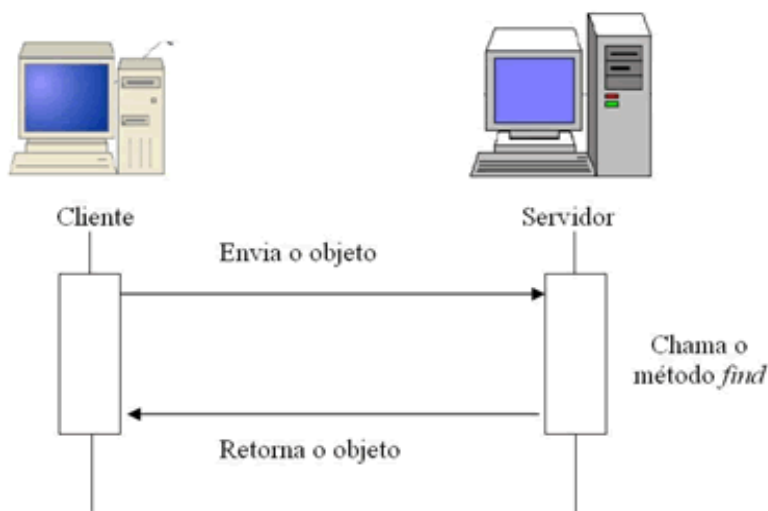 Cliente
Servidor
Envia o objeto
Chama o
método find
Retorna o objeto